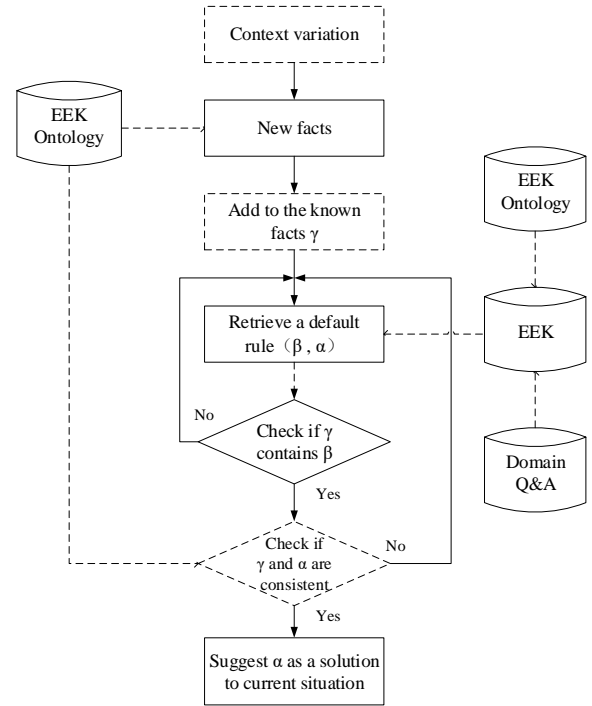 Context variation
EEK
Ontology
New facts
Add to the known
facts γ
EEK
Ontology
Retrieve a default
rule（β , α）
EEK
No
Check if γ
contains β
Domain
Q&A
Yes
Check if
γ and α are
consistent
No
Yes
Suggest α as a solution
to current situation